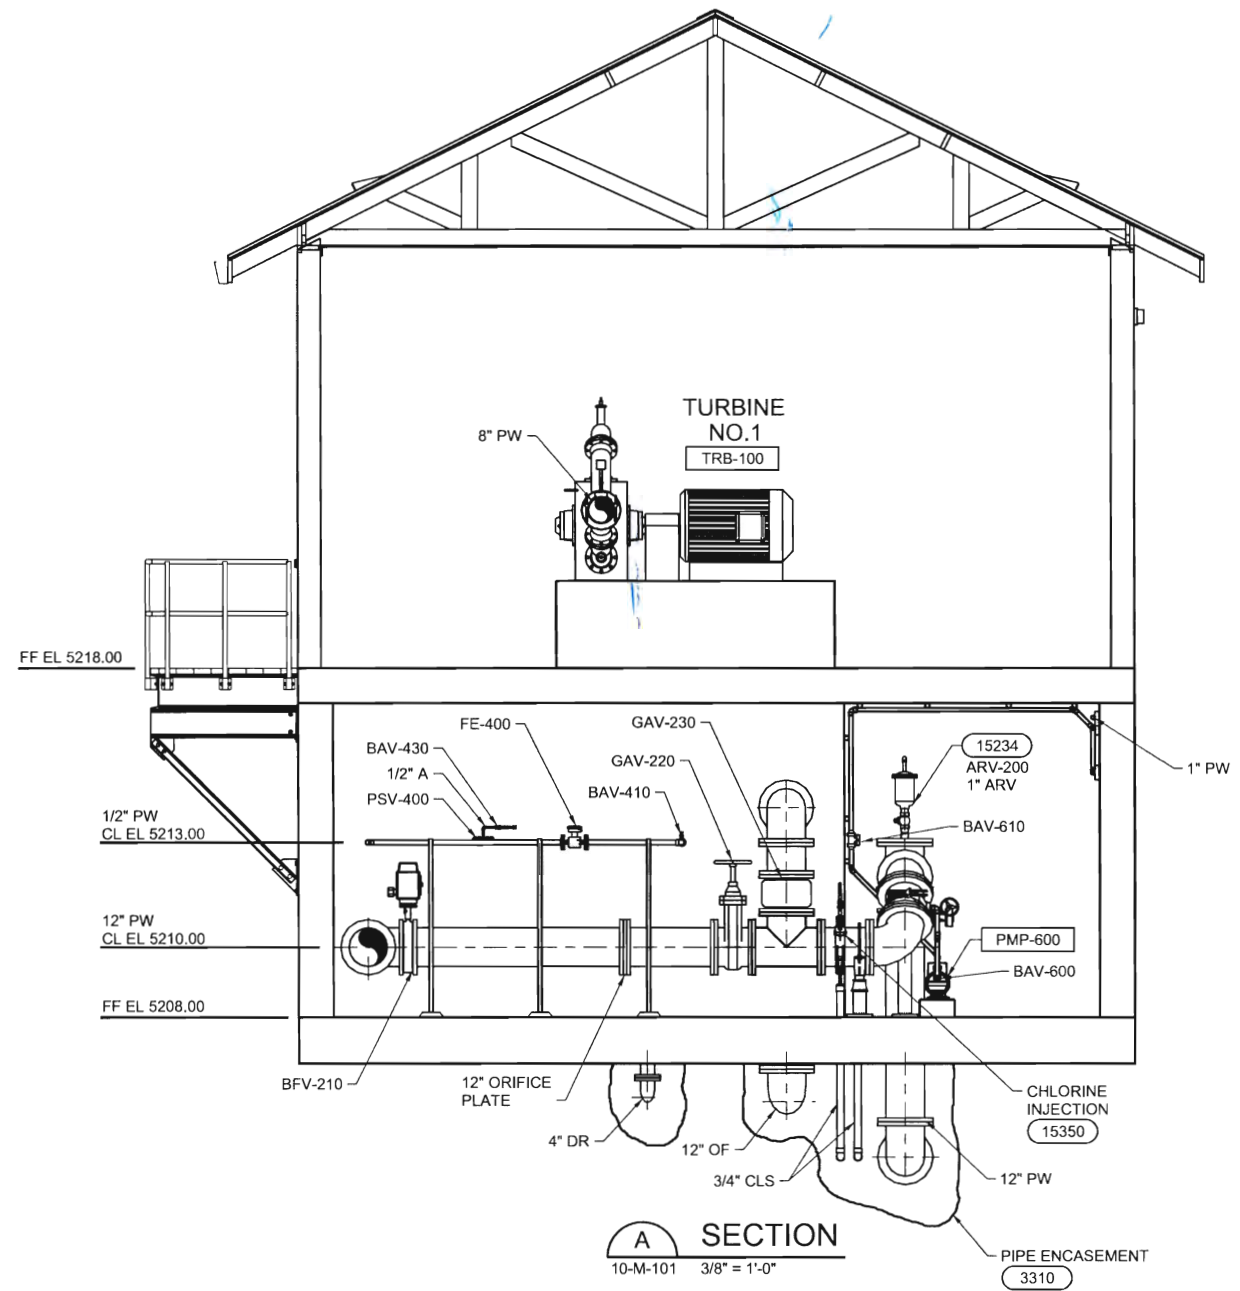 TURBINE
NO.1
TRB-100
8" PW
FF EL 5218.00
FE-400
GAV-230
BAV-430
GAV-220
15234
1/2" A
ARV-200
1" PW
PSV-400
BAV-410
1" ARV
1/2" PW
CL EL 5213.00
BAV-610
12" PW
CL EL 5210.00
PMP-600
BAV-600
FF EL 5208.00
BFV-210
12" ORIFICE
PLATE
CHLORINE
INJECTION
15350
4" DR
12" OF
3/4" CLS
12" PW
A
SECTION
10-M-101
3/8" = 1'-0"
PIPE ENCASEMENT
3310